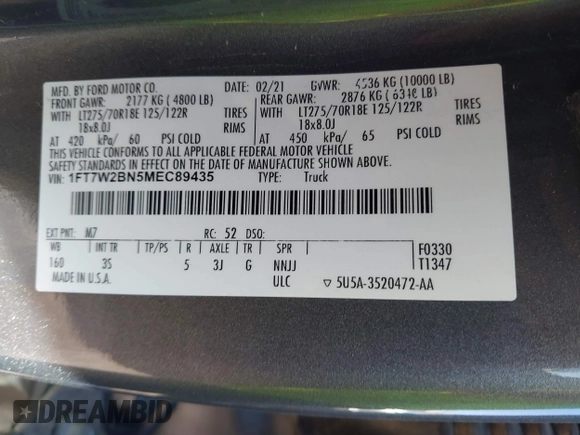 MFD. BY FORD MOTOR CO. DATE: 02/21 GVWR: 4536 KG (10000 LB)
FRONT GAWR: 2177 KG (4800 LB) REAR GAWR: 2876 KG (6340 LB)
WITH LT275/70R18E 125/122R TIRES WITH LT275/70R18E 125/122R TIRES
18x8.0J RIMS 18x8.0J RIMS
AT 420 kPa/ 60 PSI COLD AT 450 kPa/ 65 PSI COLD
THIS VEHICLE CONFORMS TO ALL APPLICABLE FEDERAL MOTOR VEHICLE
SAFETY STANDARDS IN EFFECT ON THE DATE OF MANUFACTURE SHOWN ABOVE.
VIN: 1FT7W2BN5MEC89435 TYPE: Truck
EXT PNT: M7 RC: 52 DSO:
WB INT TR TP/PS R AXLE TR SPR F0330
160 3S 5 3J G NNJJ T1347
MADE IN U.S.A. ULC ▽ 5U5A-3520472-AA
DREAMBID